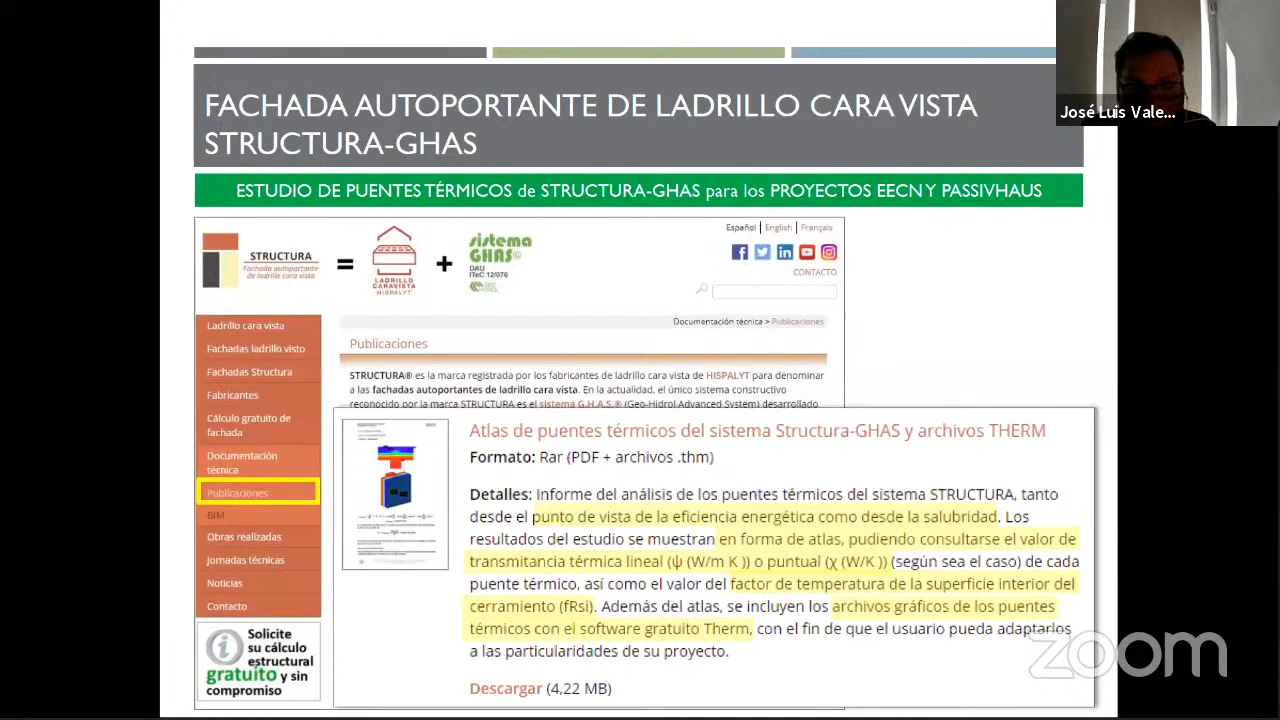 FACHADA AUTOPORTANTE DE LADRILLO CARA VISTA
STRUCTURA-GHAS
José Luis Vale...
ESTUDIO DE PUENTES TÉRMICOS de STRUCTURA-GHAS para los PROYECTOS EECN Y PASSIVHAUS
STRUCTURA
Fachada autoportante
de ladrillo cara vista
=
LADRILLO
CARAVISTA
HISPALYT
+
sistema
GHAS©
DAU
ITeC 12/076
Español | English | Français
CONTACTO
Ladrillo cara vista
Fachadas ladrillo visto
Fachadas Structura
Fabricantes
Cálculo gratuito de
fachada
Documentación
técnica
Publicaciones
BIM
Obras realizadas
Jornadas técnicas
Noticias
Contacto
Solicite
su cálculo
estructural
gratuito y sin
compromiso
Documentación técnica > Publicaciones
Publicaciones
STRUCTURA® es la marca registrada por los fabricantes de ladrillo cara vista de HISPALYT para denominar
a las fachadas autoportantes de ladrillo cara vista. En la actualidad, el único sistema constructivo
reconocido por la marca STRUCTURA es el sistema G.H.A.S.® (Geo-Hidrol Advanced System) desarrollado
Atlas de puentes térmicos del sistema Structura-GHAS y archivos THERM
Formato: Rar (PDF + archivos .thm)
Detalles: Informe del análisis de los puentes térmicos del sistema STRUCTURA, tanto
desde el punto de vista de la eficiencia energética como desde la salubridad. Los
resultados del estudio se muestran en forma de atlas, pudiendo consultarse el valor de
transmitancia térmica lineal (ψ (W/m K )) o puntual (χ (W/K )) (según sea el caso) de cada
puente térmico, así como el valor del factor de temperatura de la superficie interior del
cerramiento (fRsi). Además del atlas, se incluyen los archivos gráficos de los puentes
térmicos con el software gratuito Therm, con el fin de que el usuario pueda adaptarlos
a las particularidades de su proyecto.
Descargar (4,22 MB)
zoom